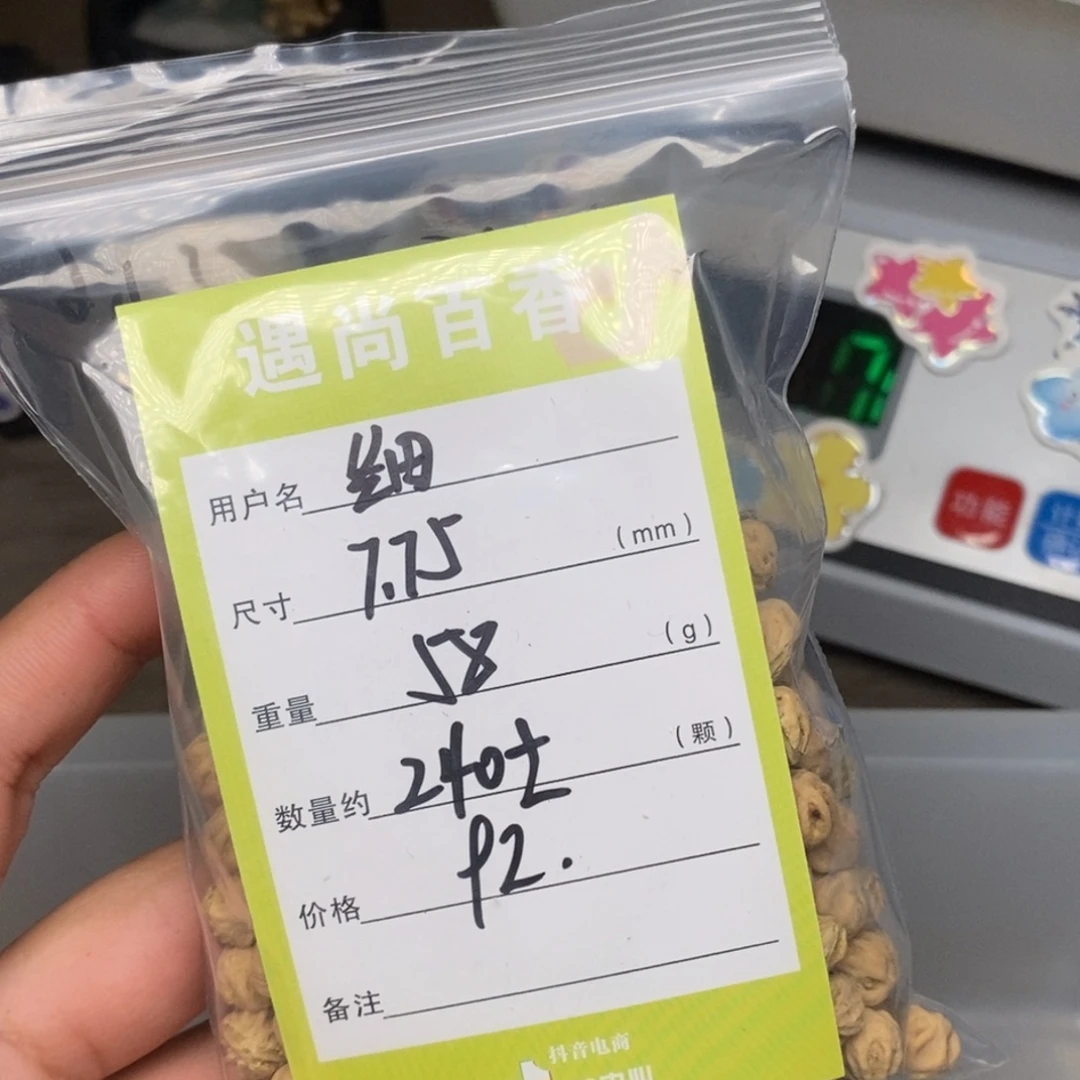 遇尚百香
用户名 细
尺寸 7.75 (mm)
重量 58 (g)
数量约 240± (颗)
价格 92.
备注
抖音电商
功能